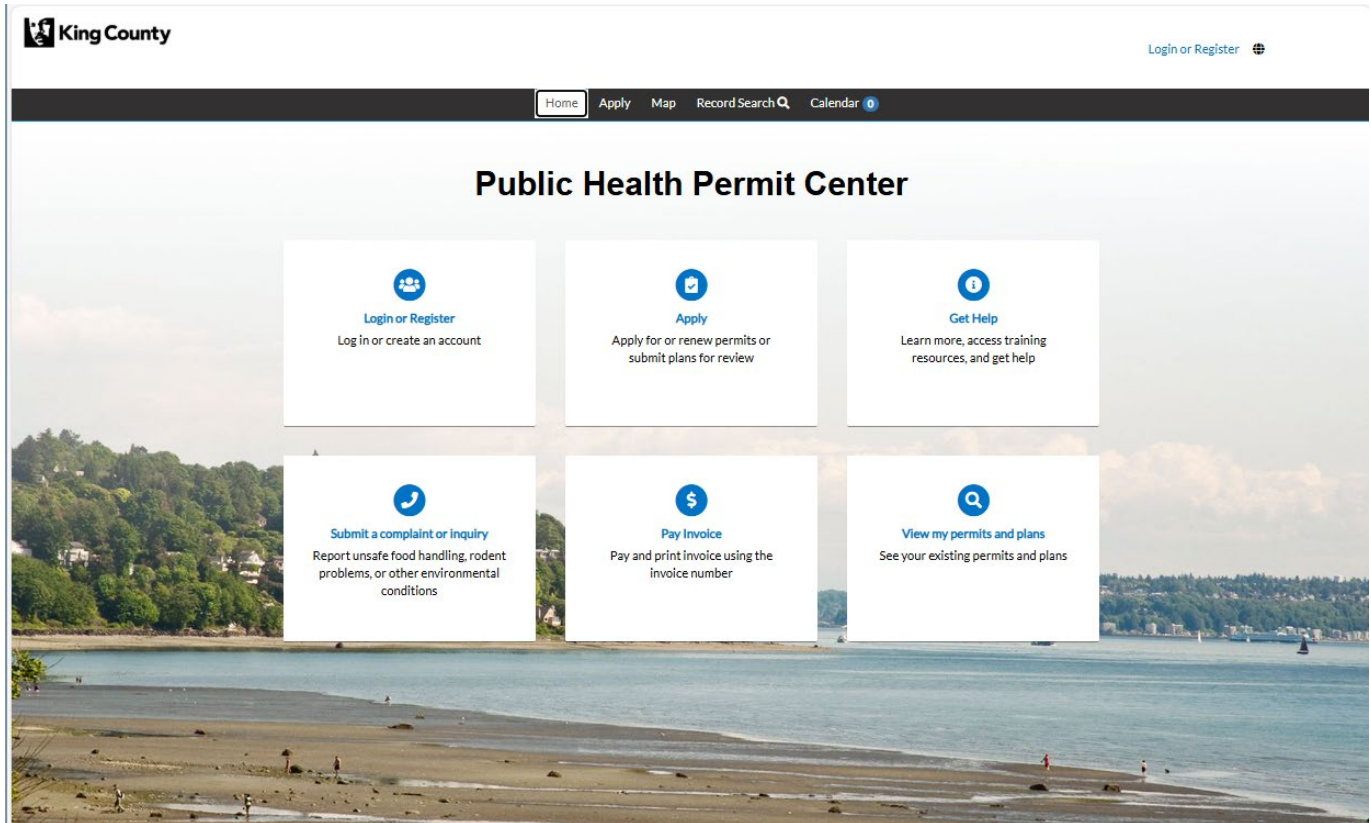 King County
Login or Register
Home Apply Map Record Search Calendar 0
Public Health Permit Center
Login or Register
Log in or create an account
Apply
Apply for or renew permits or
submit plans for review
Get Help
Learn more, access training
resources, and get help
Submit a complaint or inquiry
Report unsafe food handling, rodent
problems, or other environmental
conditions
Pay Invoice
Pay and print invoice using the
invoice number
View my permits and plans
See your existing permits and plans